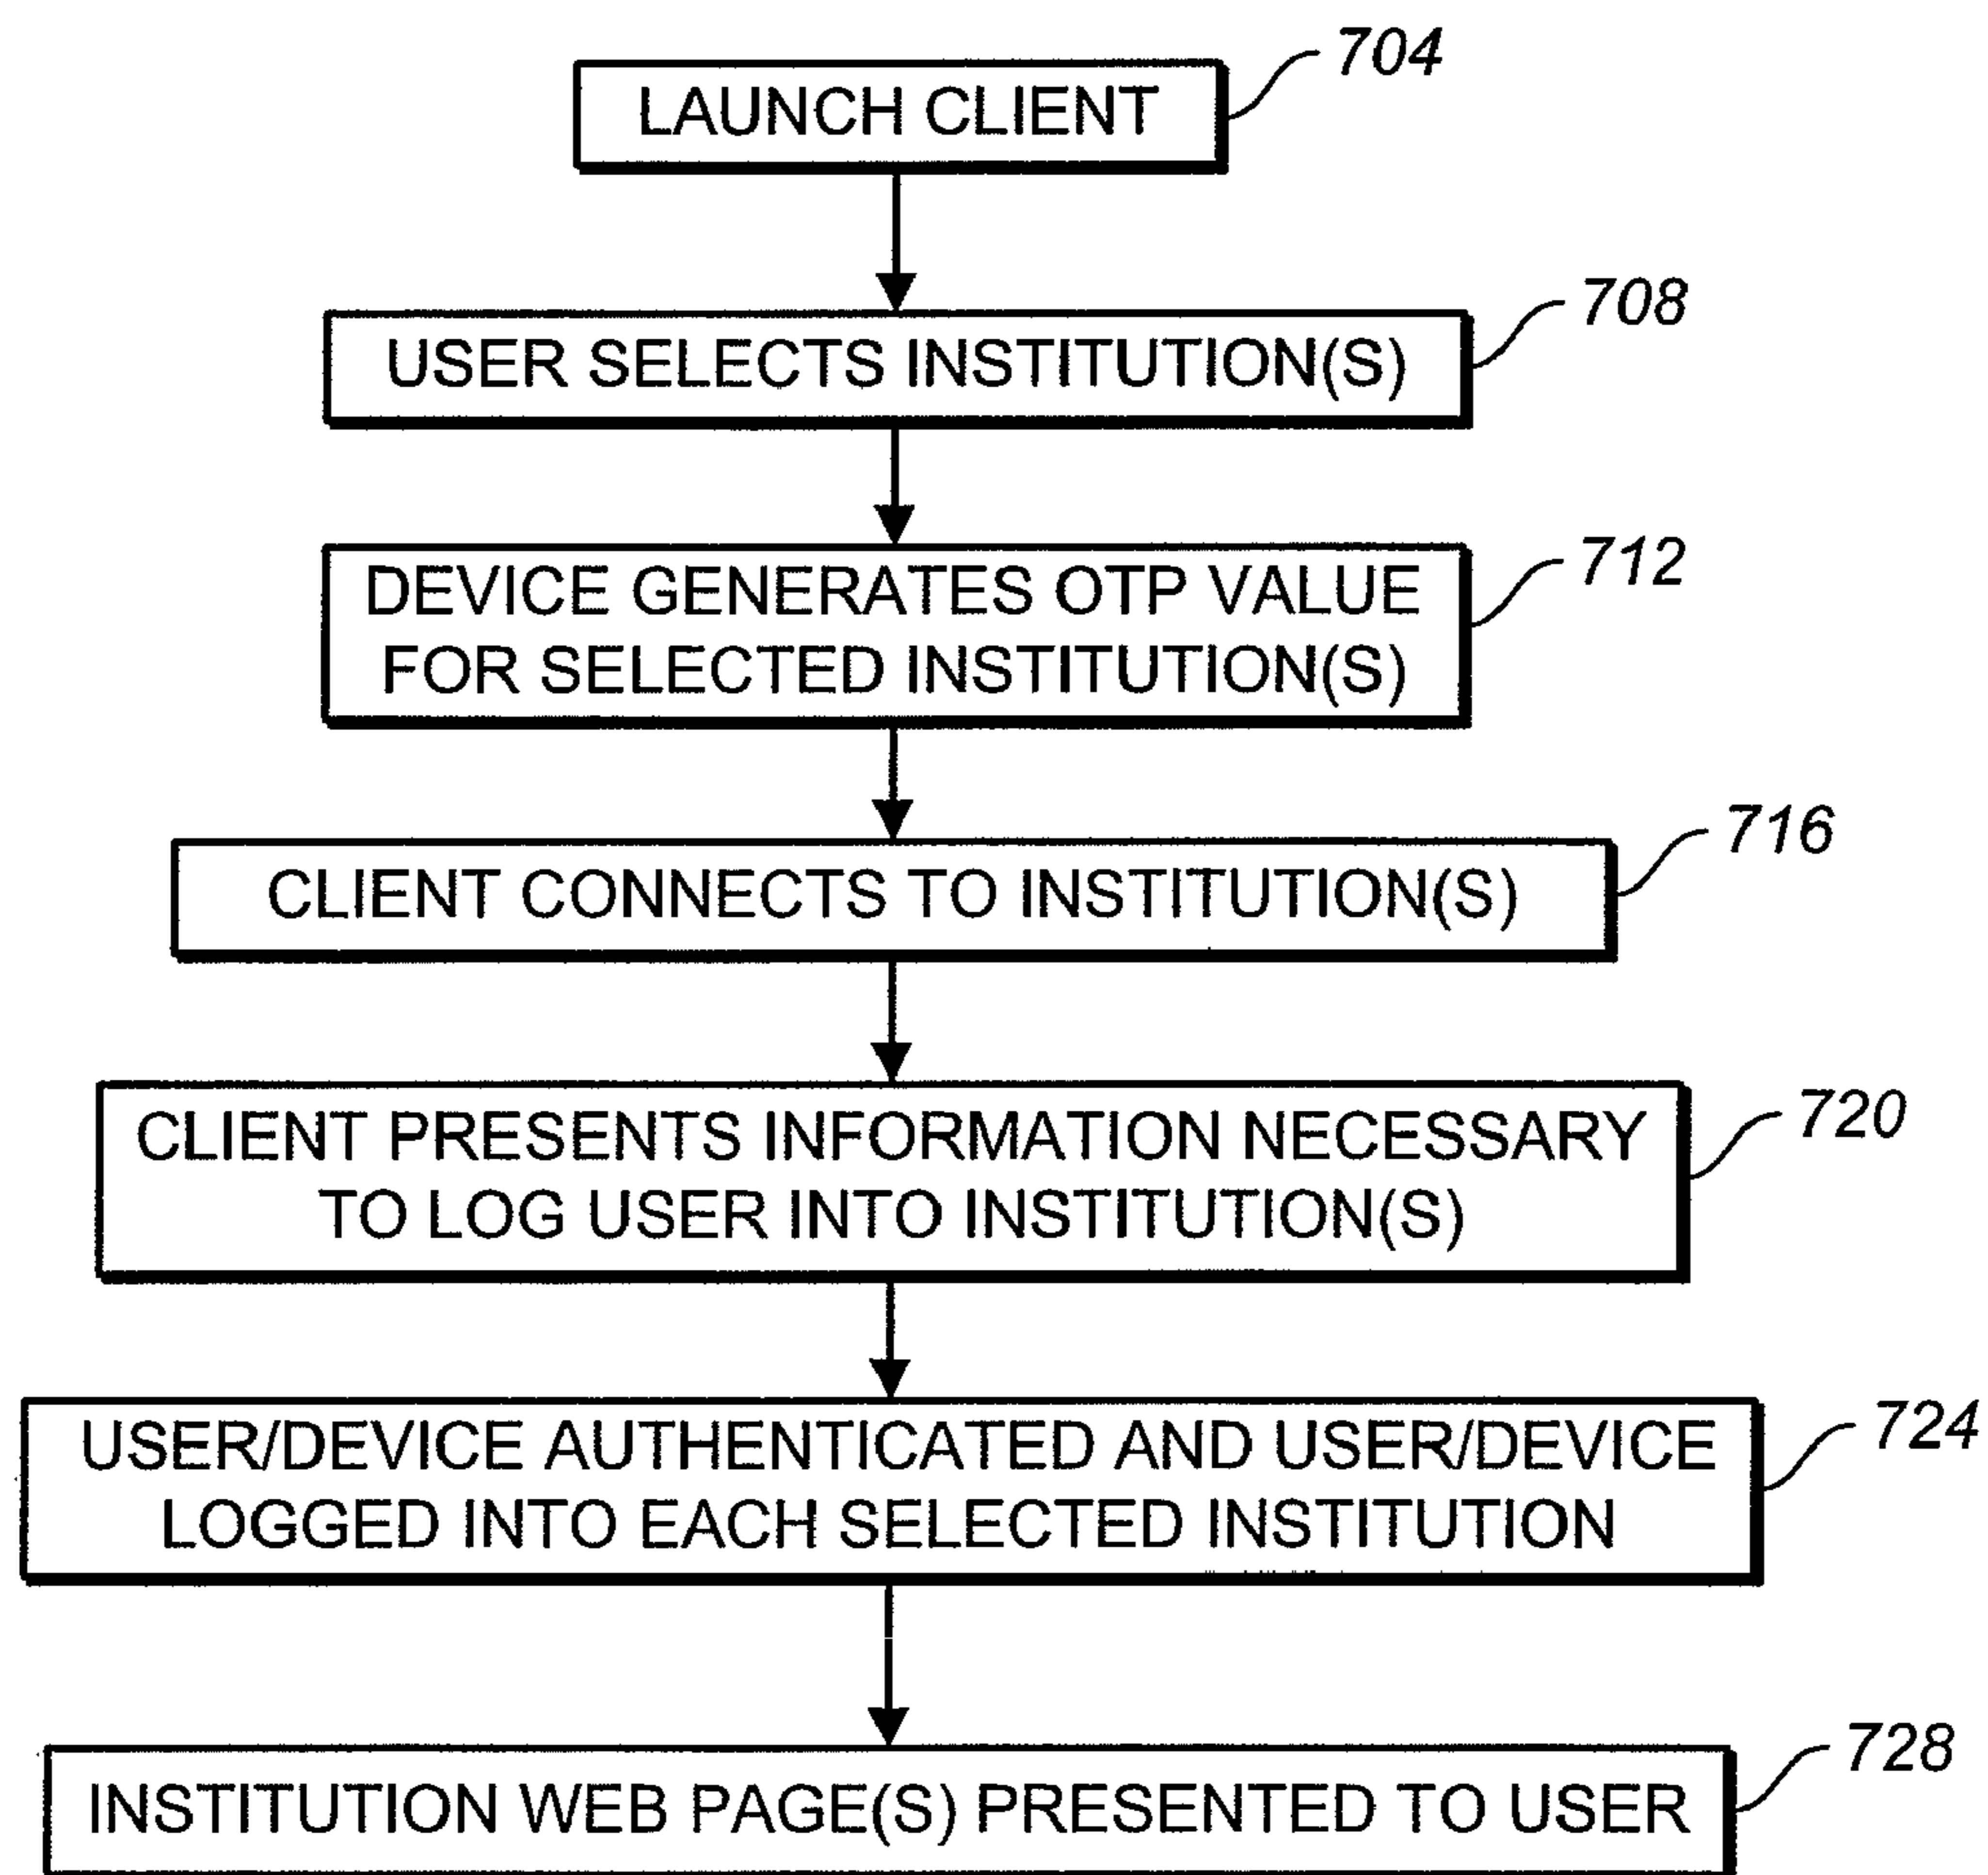 704
LAUNCH CLIENT
708
USER SELECTS INSTITUTION(S)
712
DEVICE GENERATES OTP VALUE
FOR SELECTED INSTITUTION(S)
716
CLIENT CONNECTS TO INSTITUTION(S)
720
CLIENT PRESENTS INFORMATION NECESSARY
TO LOG USER INTO INSTITUTION(S)
724
USER/DEVICE AUTHENTICATED AND USER/DEVICE
LOGGED INTO EACH SELECTED INSTITUTION
728
INSTITUTION WEB PAGE(S) PRESENTED TO USER